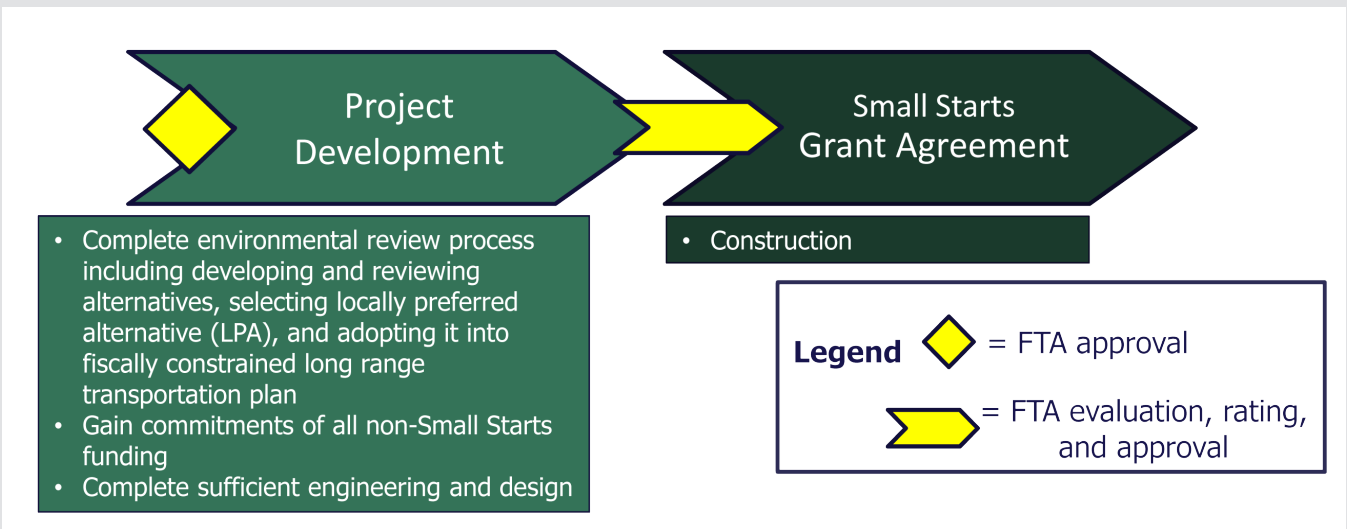 Project
Development
Small Starts
Grant Agreement
• Complete environmental review process
including developing and reviewing
alternatives, selecting locally preferred
alternative (LPA), and adopting it into
fiscally constrained long range
transportation plan
• Gain commitments of all non-Small Starts
funding
• Complete sufficient engineering and design
• Construction
Legend
= FTA approval
= FTA evaluation, rating,
and approval